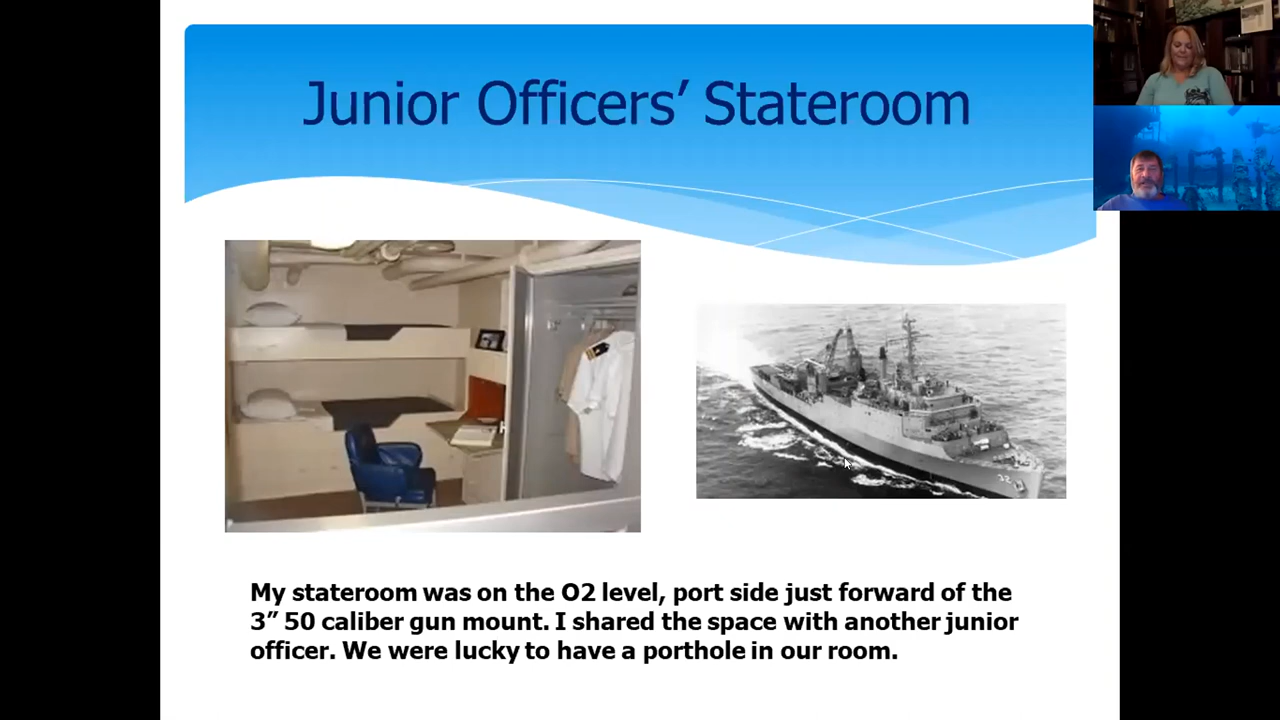 Junior Officers’ Stateroom
32
My stateroom was on the O2 level, port side just forward of the
3” 50 caliber gun mount. I shared the space with another junior
officer. We were lucky to have a porthole in our room.